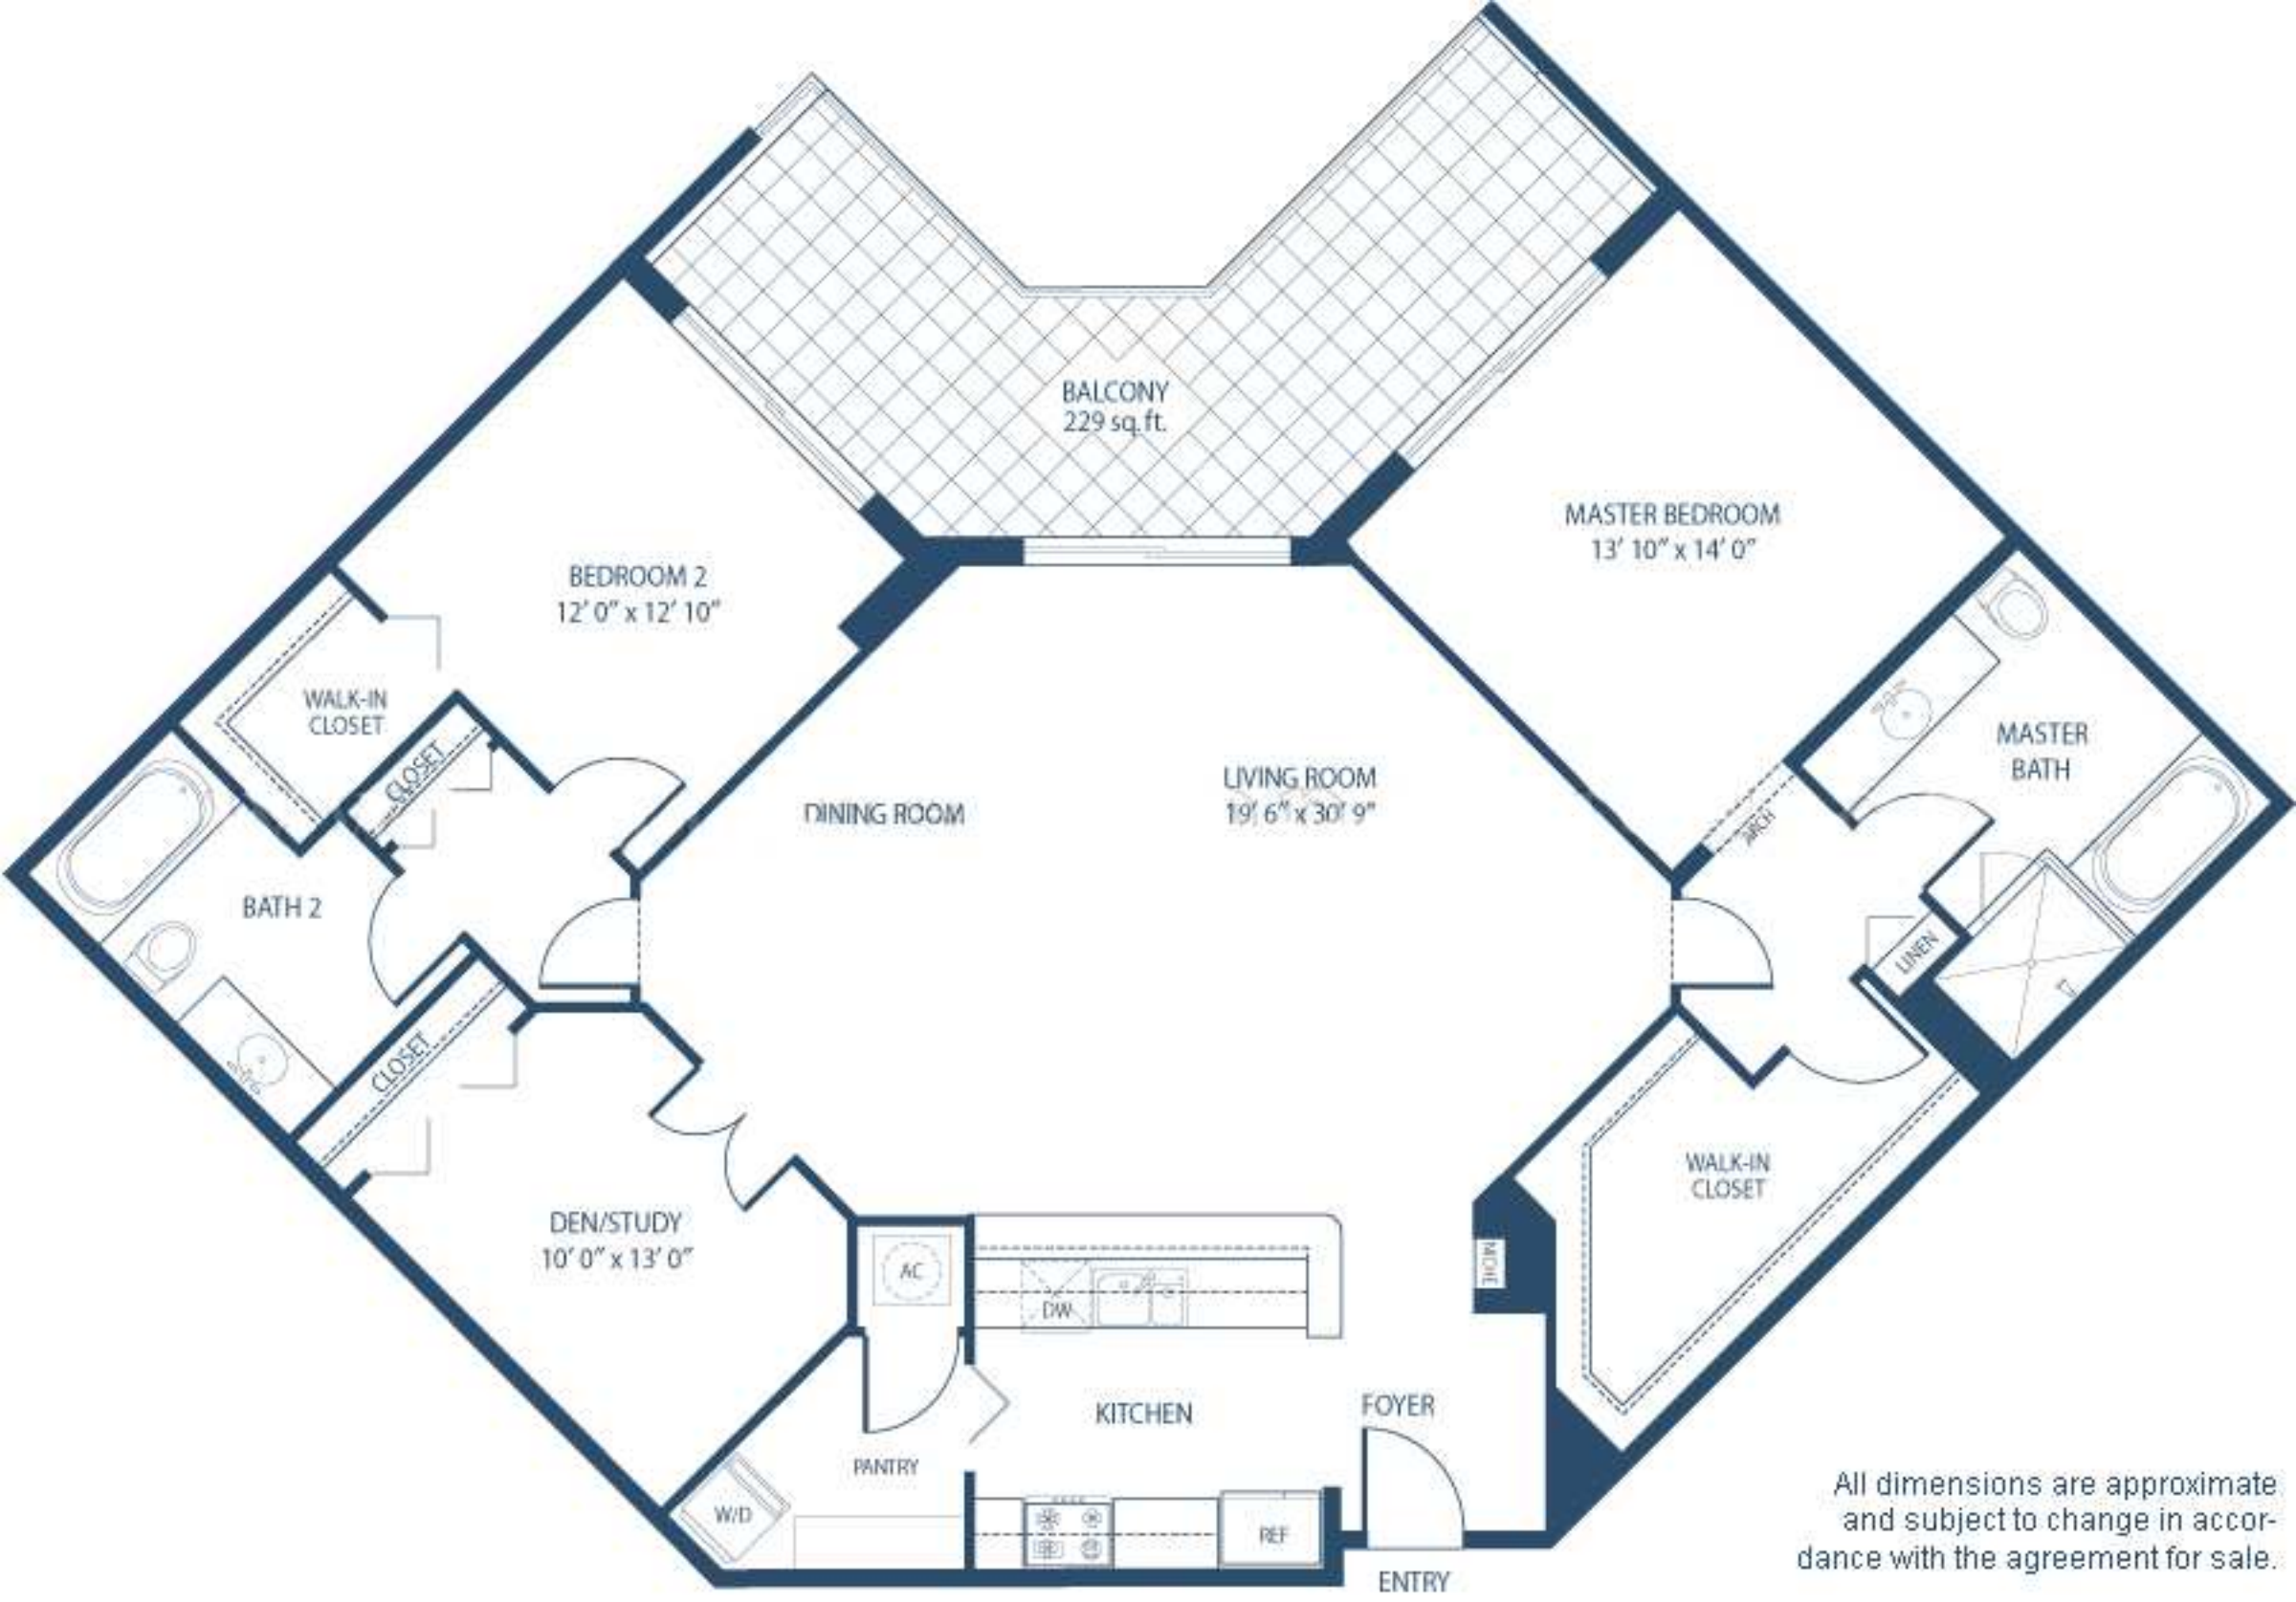 BALCONY
229 sq.ft.
MASTER BEDROOM
13' 10" x 14' 0"
BEDROOM 2
12' 0" x 12' 10"
WALK-IN
CLOSET
CLOSET
MASTER
BATH
LIVING ROOM
19' 6" x 30' 9"
DINING ROOM
ARCH
BATH 2
LINEN
CLOSET
WALK-IN
CLOSET
DEN/STUDY
10' 0" x 13' 0"
AC
NICHE
DW
KITCHEN
FOYER
PANTRY
W/D
REF
ENTRY
All dimensions are approximate
and subject to change in accor-
dance with the agreement for sale.